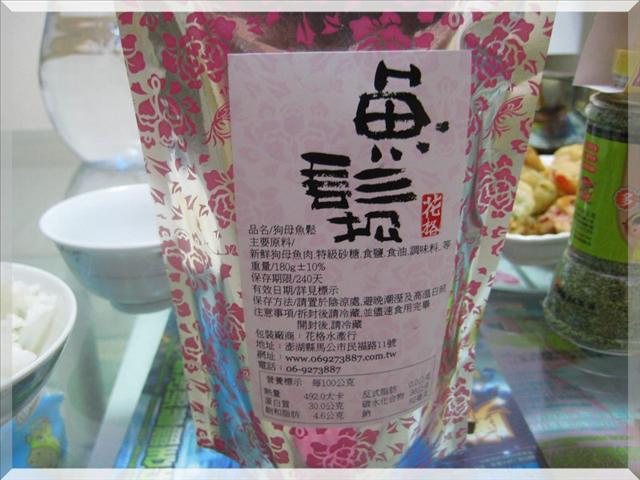 魚鬆
花格
品名/狗母魚鬆
主要原料/
新鮮狗母魚肉.特級砂糖.食鹽.食油.調味料..等
重量/180g±10%
保存期限/240天
有效日期/詳見標示
保存方法/請置於陰涼處,避晚潮溼及高溫日照
注意事項/拆封後請冷藏,並儘速食用完畢
開封後,請冷藏
包裝廠商：花格水產行
地址：澎湖縣馬公市民福路11號
網址：www.069273887.com.tw
電話：06-9273887
營養標示 每100公克
熱量 492.0大卡 反式脂肪 0.0公克
蛋白質 30.0公克 碳水化合物
飽和脂肪 4.6公克 鈉